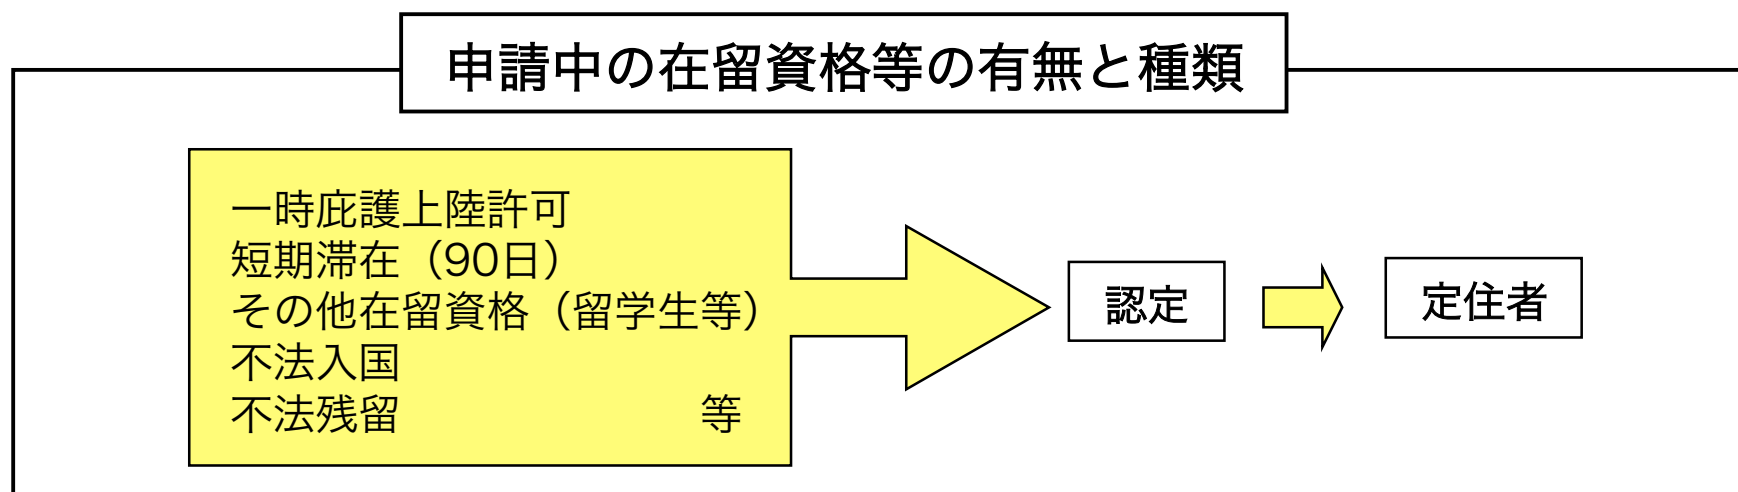 申請中の在留資格等の有無と種類
一時庇護上陸許可
短期滞在（90日）
その他在留資格（留学生等）
不法入国
不法残留　　　　　　　等
認定
定住者